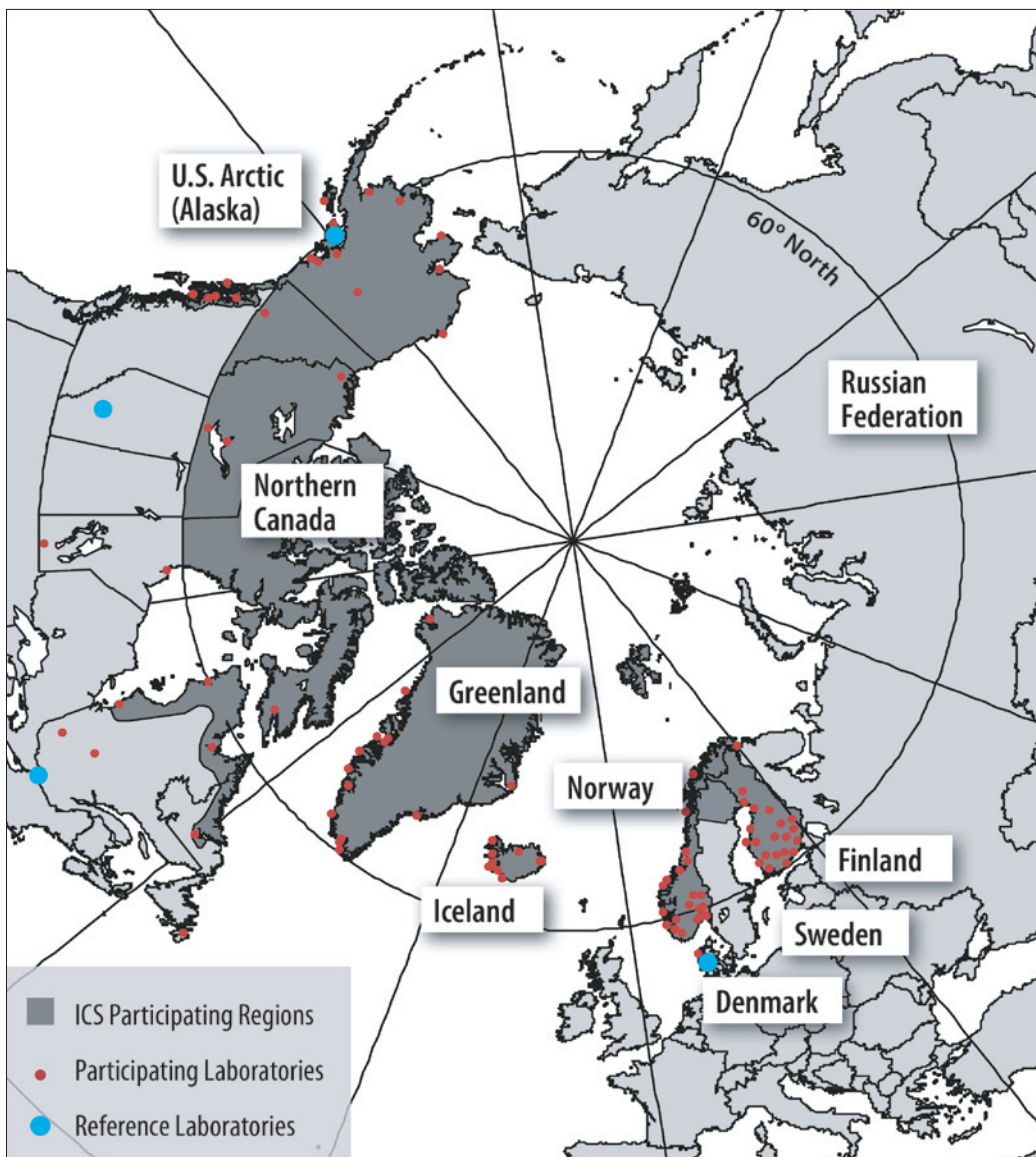 U.S. Arctic
(Alaska)
60° North
Russian
Federation
Northern
Canada
Greenland
Norway
Finland
Iceland
Sweden
Denmark
ICS Participating Regions
Participating Laboratories
Reference Laboratories